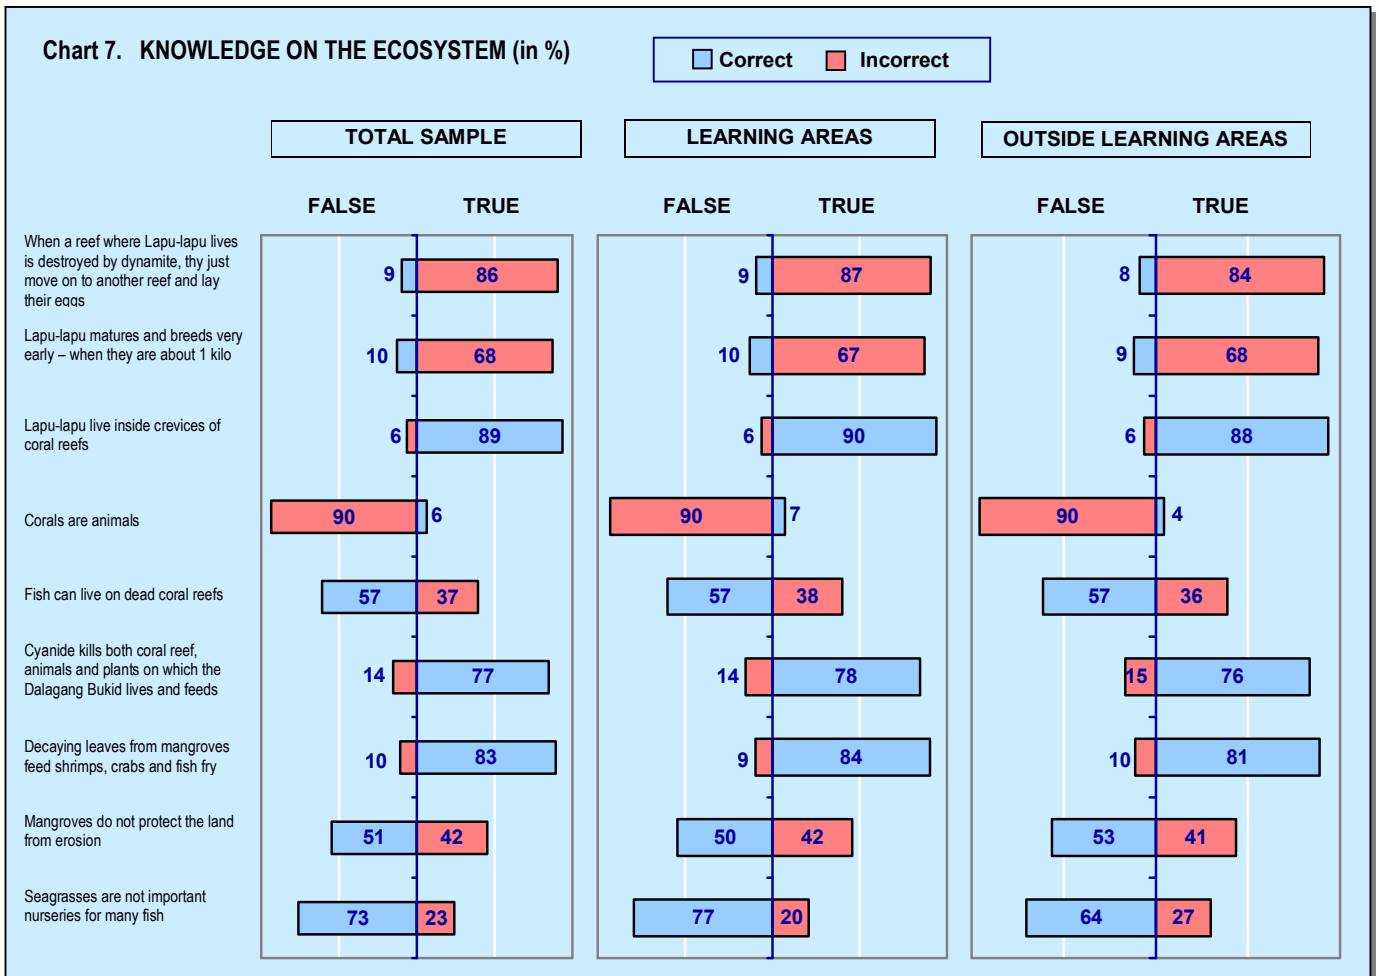 Chart 7. KNOWLEDGE ON THE ECOSYSTEM (in %)
Correct Incorrect
TOTAL SAMPLE LEARNING AREAS OUTSIDE LEARNING AREAS
FALSE TRUE FALSE TRUE FALSE TRUE
When a reef where Lapu-lapu lives
is destroyed by dynamite, thy just
move on to another reef and lay
their eggs
9 86 9 87 8 84
Lapu-lapu matures and breeds very
early – when they are about 1 kilo
10 68 10 67 9 68
Lapu-lapu live inside crevices of
coral reefs
6 89 6 90 6 88
Corals are animals
90 6 90 7 90 4
Fish can live on dead coral reefs
57 37 57 38 57 36
Cyanide kills both coral reef,
animals and plants on which the
Dalagang Bukid lives and feeds
14 77 14 78 15 76
Decaying leaves from mangroves
feed shrimps, crabs and fish fry
10 83 9 84 10 81
Mangroves do not protect the land
from erosion
51 42 50 42 53 41
Seagrasses are not important
nurseries for many fish
73 23 77 20 64 27